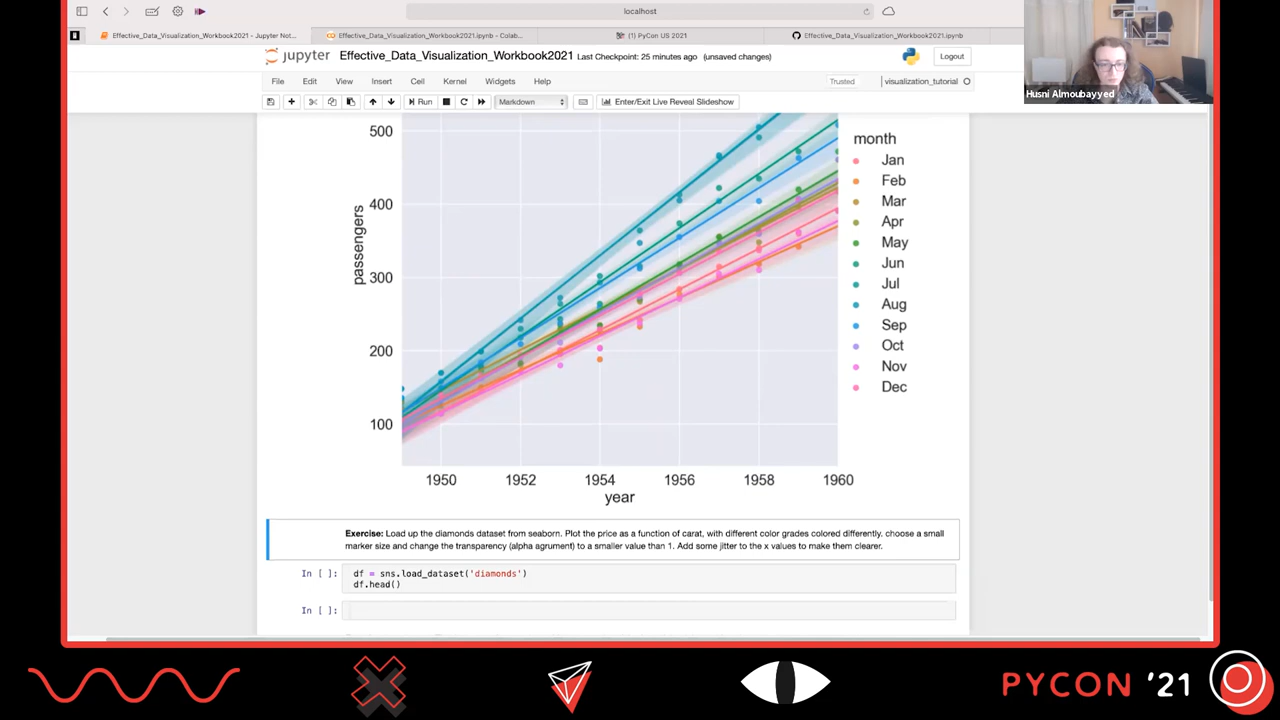 localhost
Effective_Data_Visualization_Workbook2021 - Jupyter Not...
Effective_Data_Visualization_Workbook2021.ipynb - Colab...
(1) PyCon US 2021
Effective_Data_Visualization_Workbook2021.ipynb
jupyter Effective_Data_Visualization_Workbook2021 Last Checkpoint: 25 minutes ago (unsaved changes)
Logout
File Edit View Insert Cell Kernel Widgets Help
Trusted
visualization_tutorial
Run
Markdown
Enter/Exit Live Reveal Slideshow
Husni Almoubayyed
500
400
300
200
100
passengers
1950 1952 1954 1956 1958 1960
year
month
Jan
Feb
Mar
Apr
May
Jun
Jul
Aug
Sep
Oct
Nov
Dec
Exercise: Load up the diamonds dataset from seaborn. Plot the price as a function of carat, with different color grades colored differently. choose a small
marker size and change the transparency (alpha agrument) to a smaller value than 1. Add some jitter to the x values to make them clearer.
In [ ]: df = sns.load_dataset('diamonds')
df.head()
In [ ]:
PYCON '21